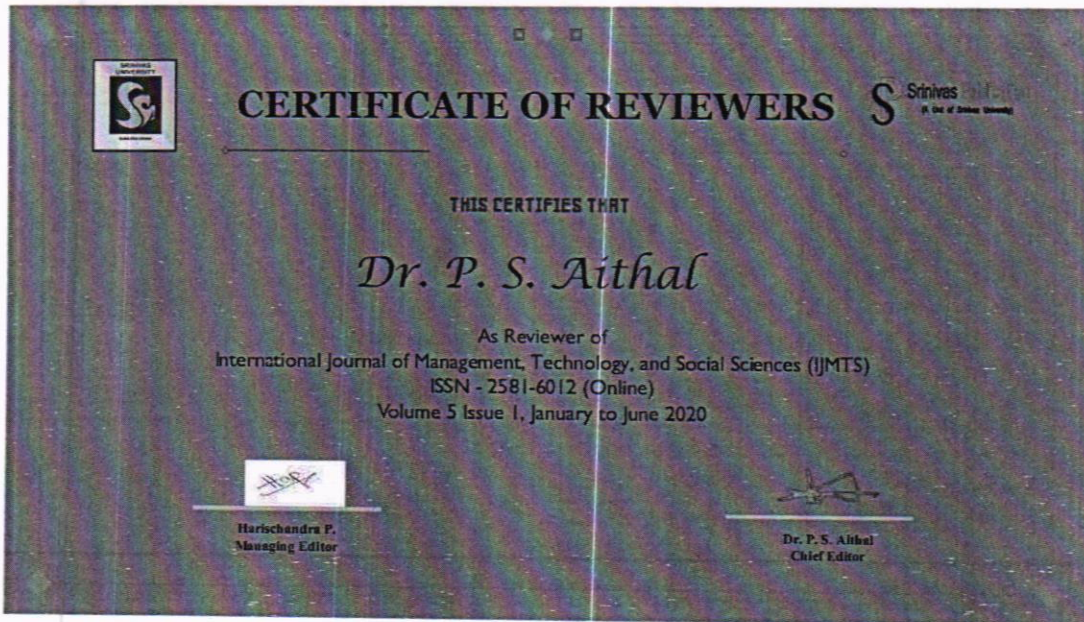 SRINIVAS
UNIVERSITY
CERTIFICATE OF REVIEWERS
Srinivas
THIS CERTIFIES THAT
Dr. P. S. Aithal
As Reviewer of
International Journal of Management, Technology, and Social Sciences (IJMTS)
ISSN - 2581-6012 (Online)
Volume 5 Issue 1, January to June 2020
Harischandra P.
Managing Editor
Dr. P. S. Aithal
Chief Editor